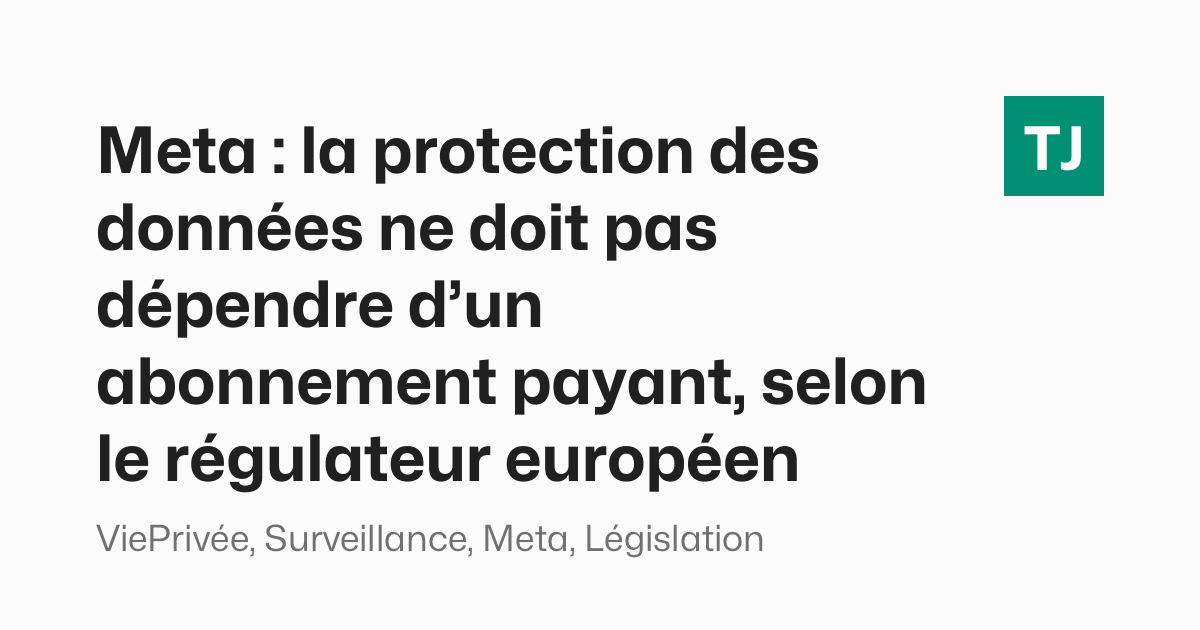 Meta : la protection des
données ne doit pas
dépendre d’un
abonnement payant, selon
le régulateur européen
TJ
ViePrivée, Surveillance, Meta, Législation